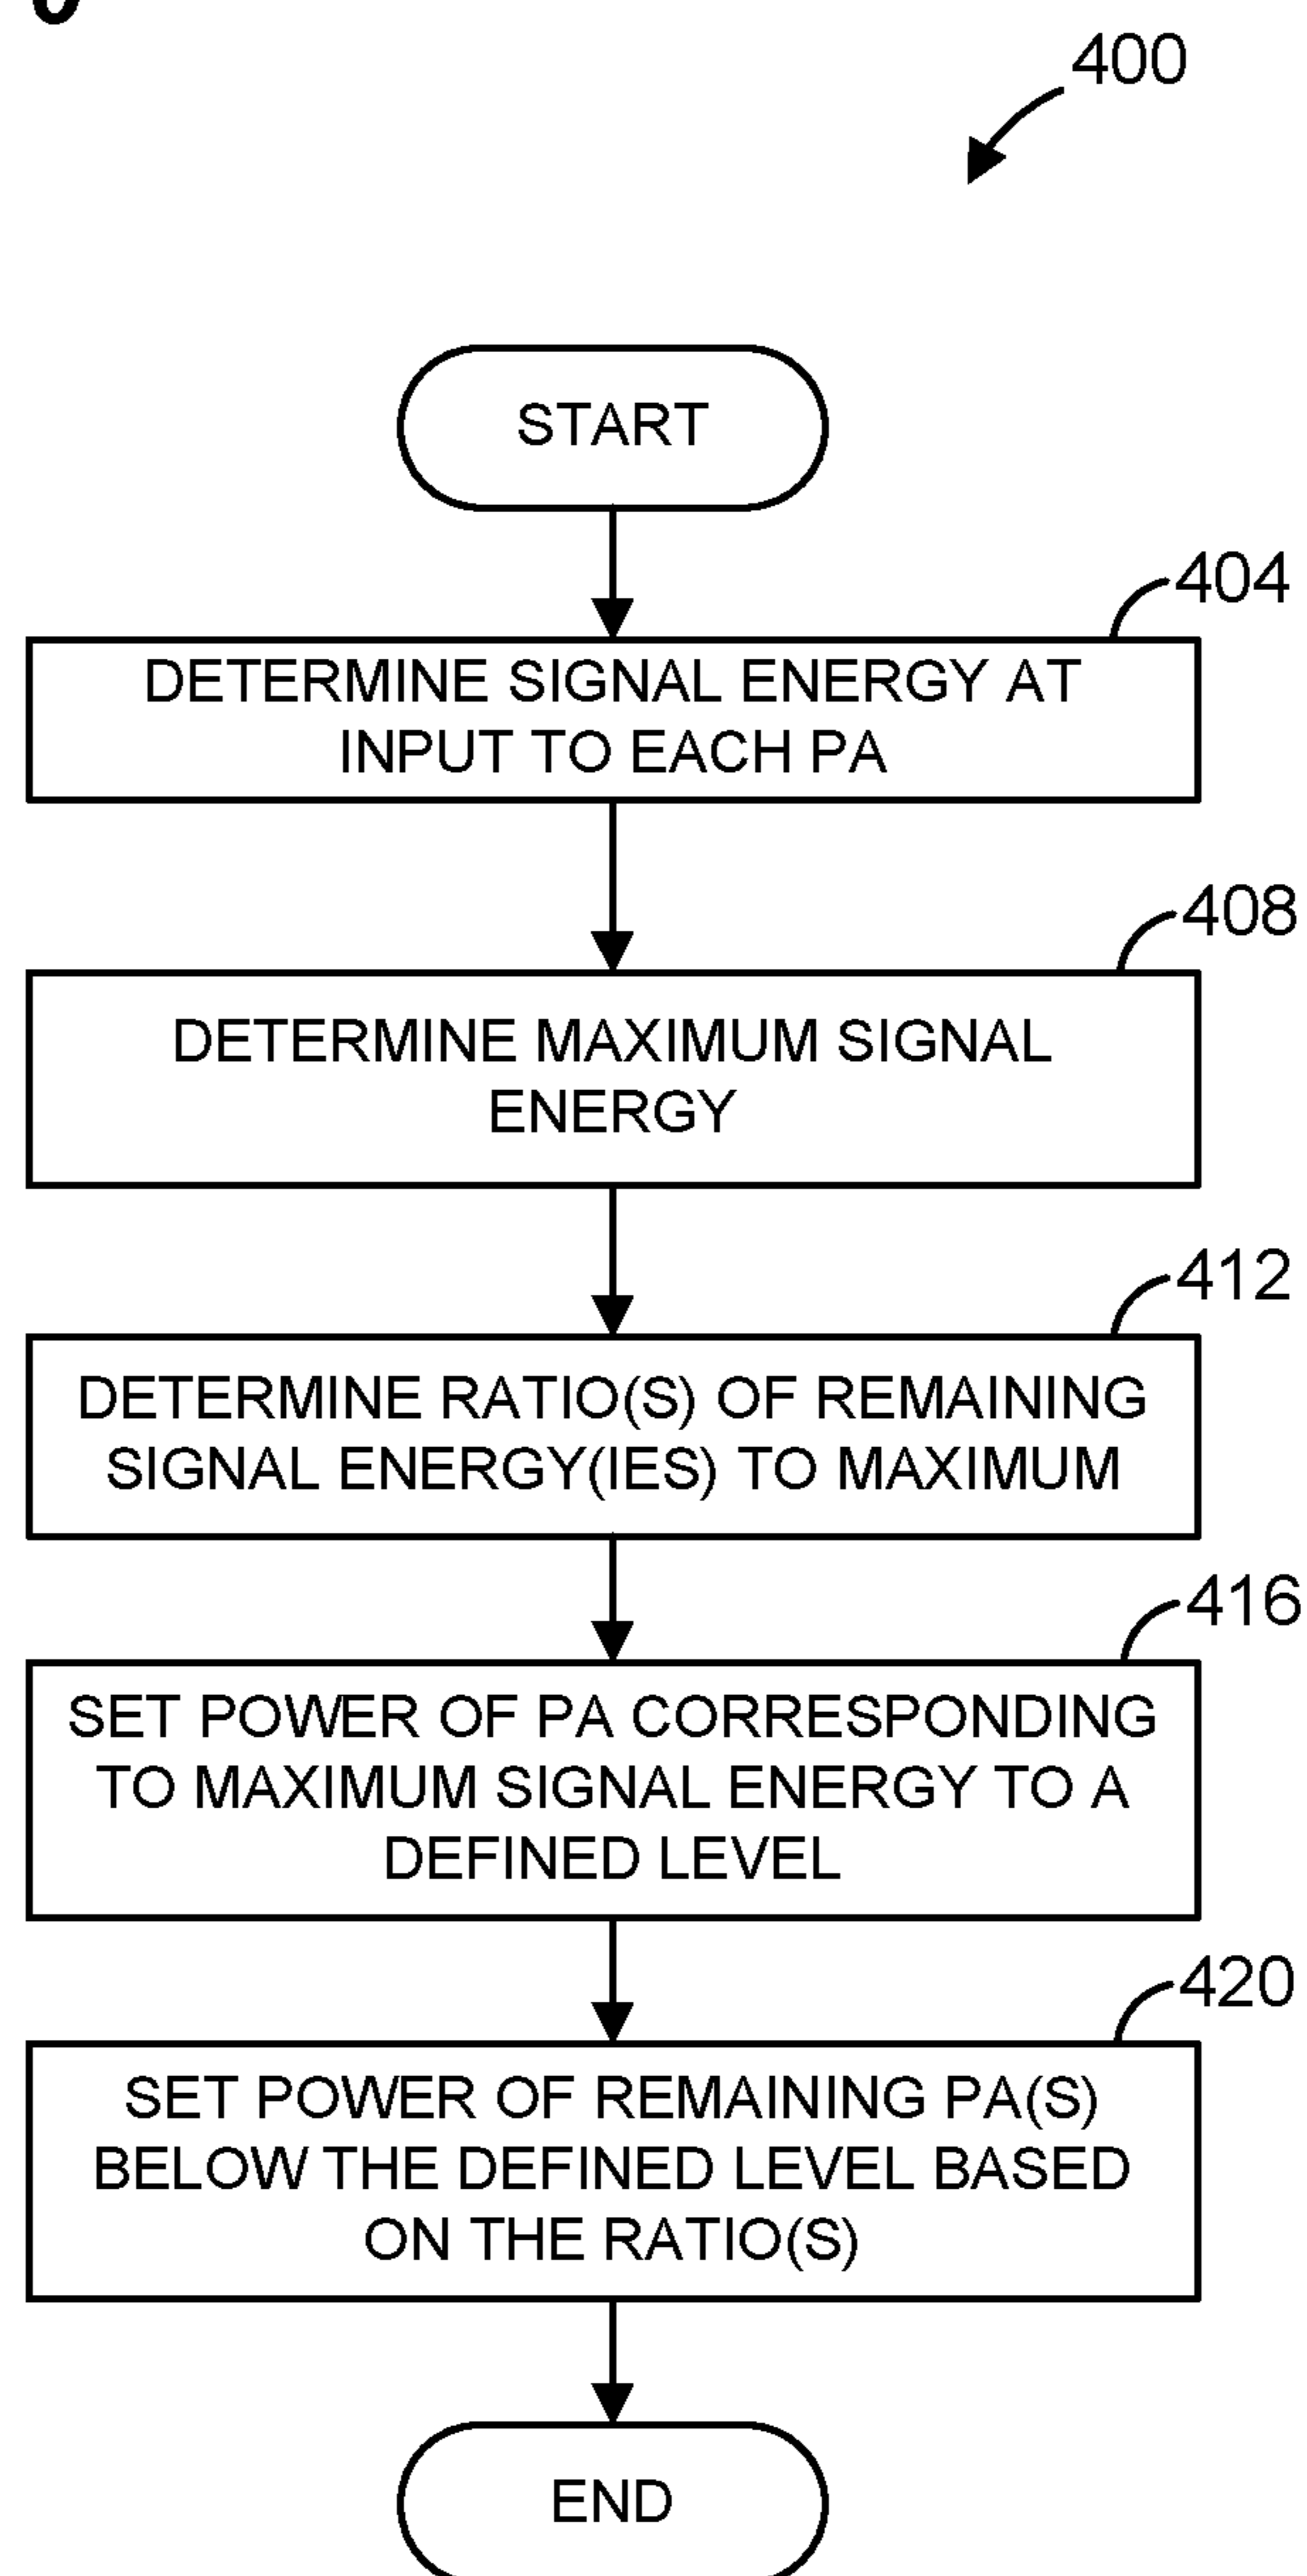 400
START
404
DETERMINE SIGNAL ENERGY AT
INPUT TO EACH PA
408
DETERMINE MAXIMUM SIGNAL
ENERGY
412
DETERMINE RATIO(S) OF REMAINING
SIGNAL ENERGY(IES) TO MAXIMUM
416
SET POWER OF PA CORRESPONDING
TO MAXIMUM SIGNAL ENERGY TO A
DEFINED LEVEL
420
SET POWER OF REMAINING PA(S)
BELOW THE DEFINED LEVEL BASED
ON THE RATIO(S)
END